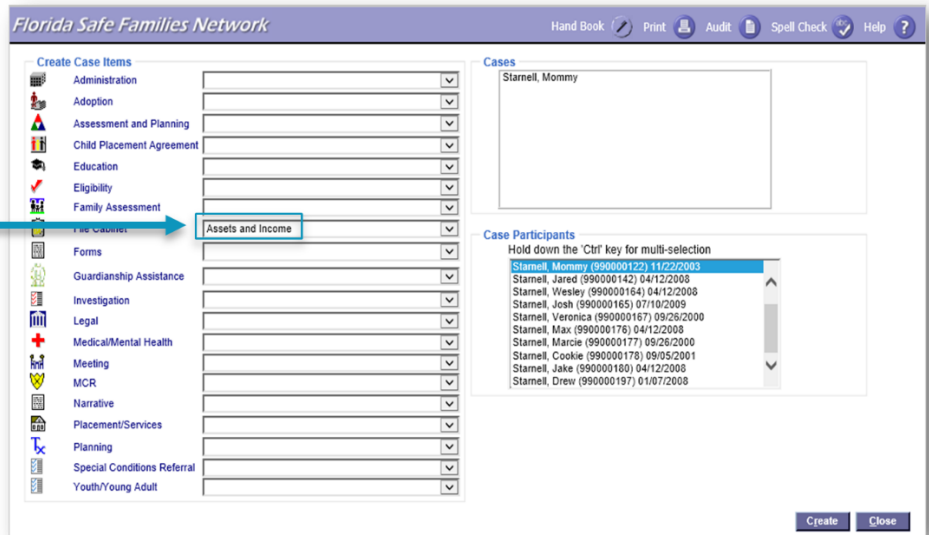 Florida Safe Families Network
Hand Book Print Audit Spell Check Help
Create Case Items
Administration
Adoption
Assessment and Planning
Child Placement Agreement
Education
Eligibility
Family Assessment
File Cabinet Assets and Income
Forms
Guardianship Assistance
Investigation
Legal
Medical/Mental Health
Meeting
MCR
Narrative
Placement/Services
Planning
Special Conditions Referral
Youth/Young Adult
Cases
Starnell, Mommy
Case Participants
Hold down the 'Ctrl' key for multi-selection
Starnell, Mommy (990000122) 11/22/2003
Starnell, Jared (990000142) 04/12/2008
Starnell, Wesley (990000164) 04/12/2008
Starnell, Josh (990000165) 07/10/2009
Starnell, Veronica (990000167) 09/26/2000
Starnell, Max (990000176) 04/12/2008
Starnell, Marcie (990000177) 09/26/2000
Starnell, Cookie (990000178) 09/05/2001
Starnell, Jake (990000180) 04/12/2008
Starnell, Drew (990000197) 01/07/2008
Create Close